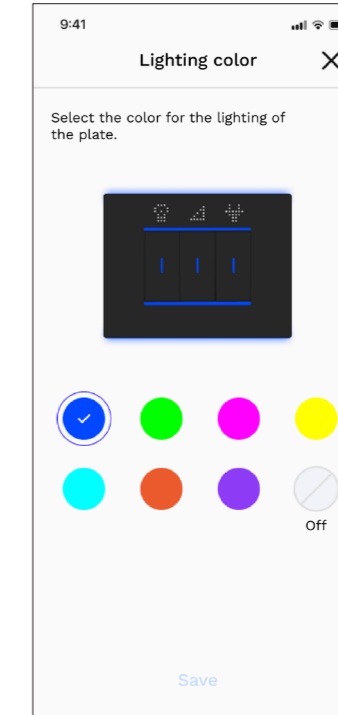 9:41
Lighting color
Select the color for the lighting of
the plate.
Off
Save